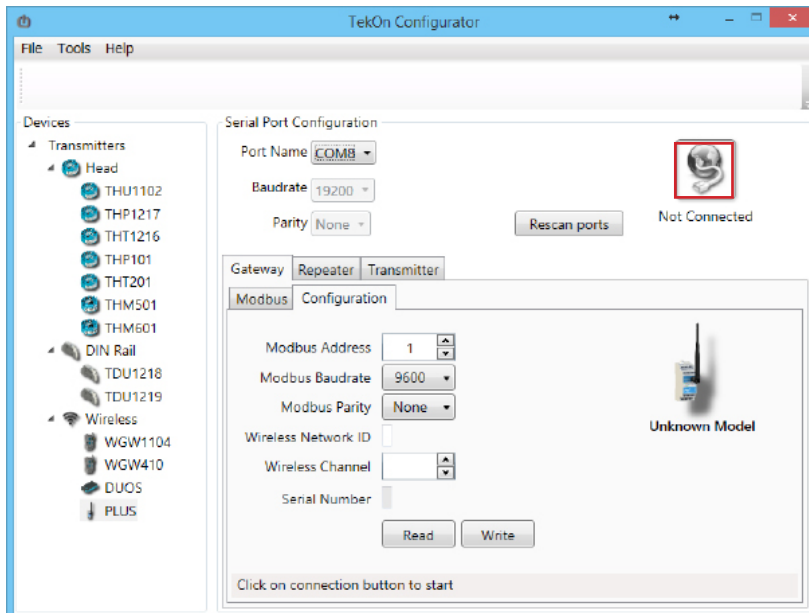 TekOn Configurator
File Tools Help
Devices
Transmitters
Head
THU1102
THP1217
THT1216
THP101
THT201
THM501
THM601
DIN Rail
TDU1218
TDU1219
Wireless
WGW1104
WGW410
DUOS
PLUS
Serial Port Configuration
Port Name COM8
Baudrate 19200
Parity None
Rescan ports
Not Connected
Gateway Repeater Transmitter
Modbus Configuration
Modbus Address 1
Modbus Baudrate 9600
Modbus Parity None
Wireless Network ID
Wireless Channel
Serial Number
Unknown Model
Read Write
Click on connection button to start